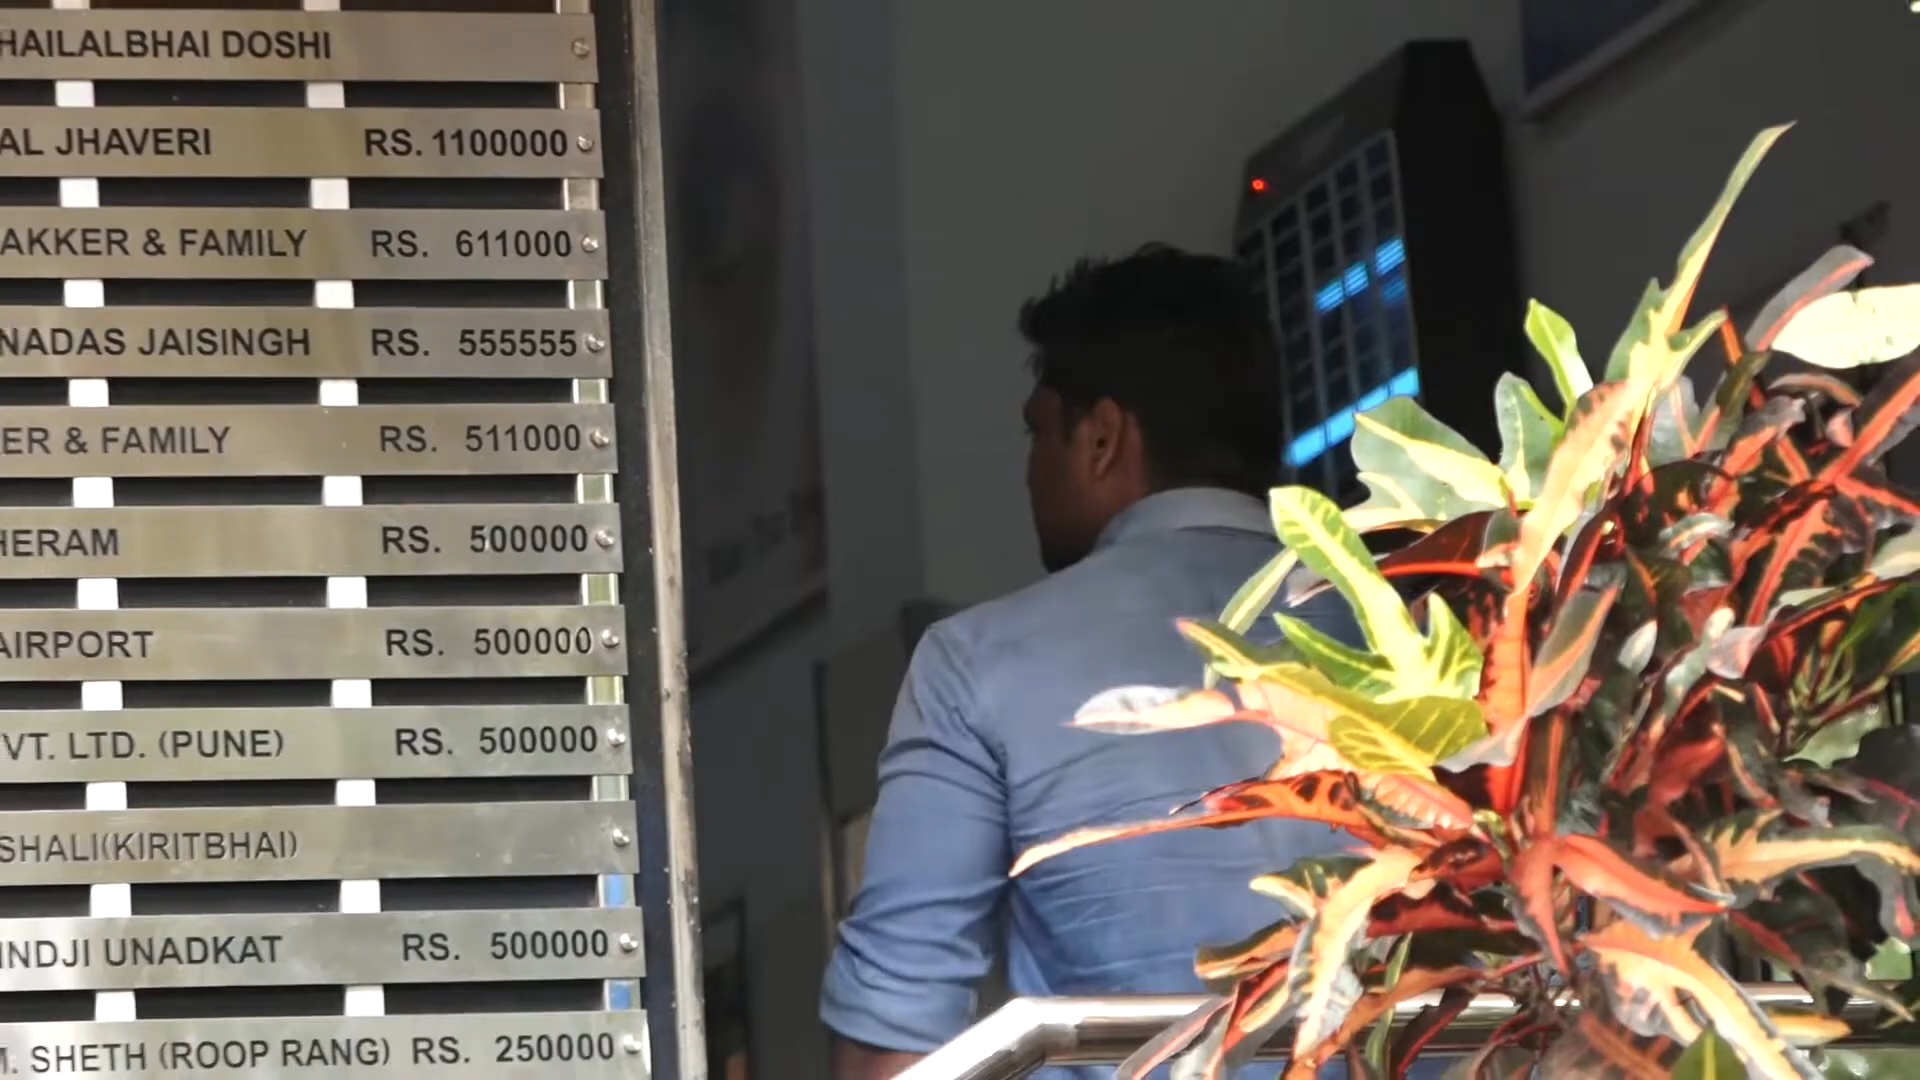 HAILALBHAI DOSHI
AL JHAVERI RS. 1100000
AKKER & FAMILY RS. 611000
NADAS JAISINGH RS. 555555
ER & FAMILY RS. 511000
HERAM RS. 500000
AIRPORT RS. 500000
VT. LTD. (PUNE) RS. 500000
SHALI(KIRITBHAI)
INDJI UNADKAT RS. 500000
M. SHETH (ROOP RANG) RS. 250000